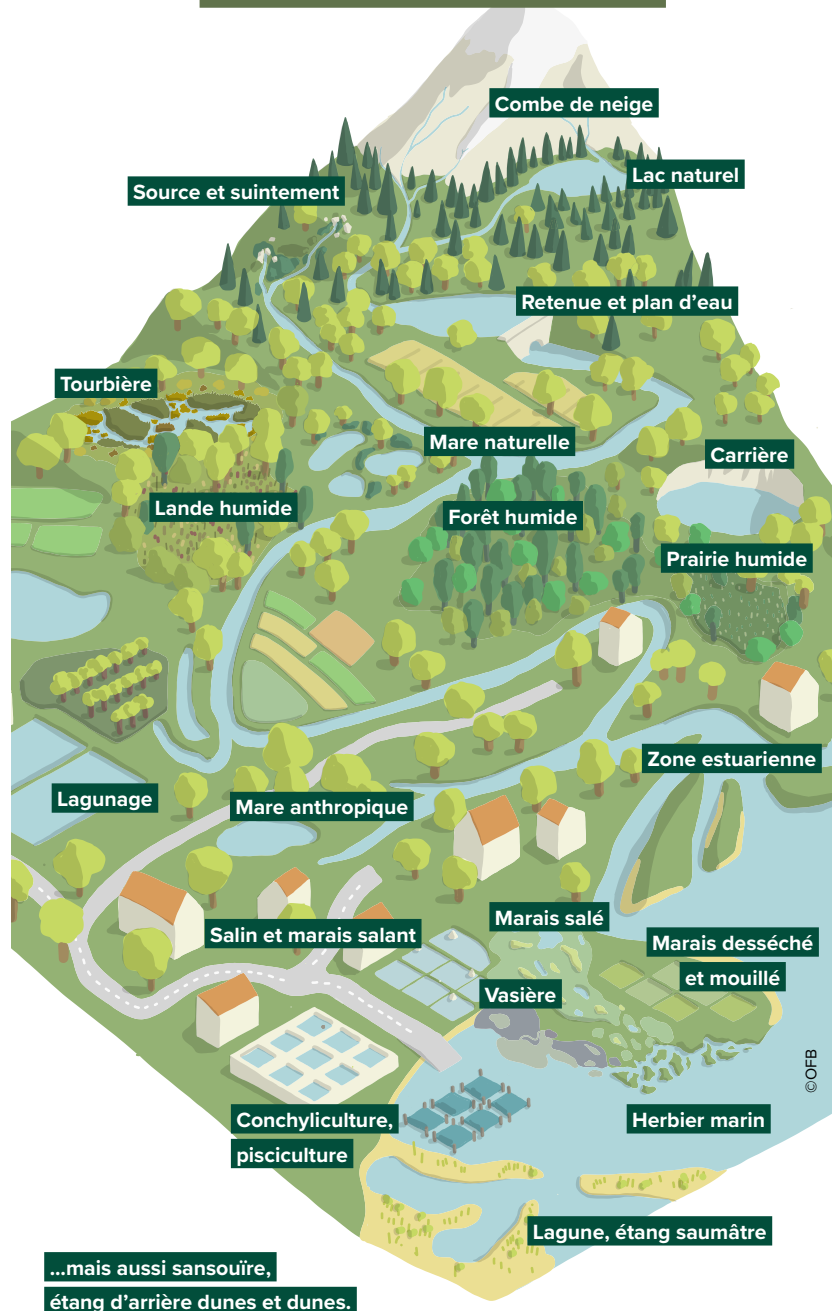 Combe de neige
Lac naturel
Source et suintement
Retenue et plan d'eau
Tourbière
Mare naturelle
Carrière
Lande humide
Forêt humide
Prairie humide
Zone estuarienne
Lagunage
Mare anthropique
Marais salé
Salin et marais salant
Marais desséché
et mouillé
Vasière
©OFB
Conchyliculture,
pisciculture
Herbier marin
Lagune, étang saumâtre
...mais aussi sansouïre,
étang d'arrière dunes et dunes.